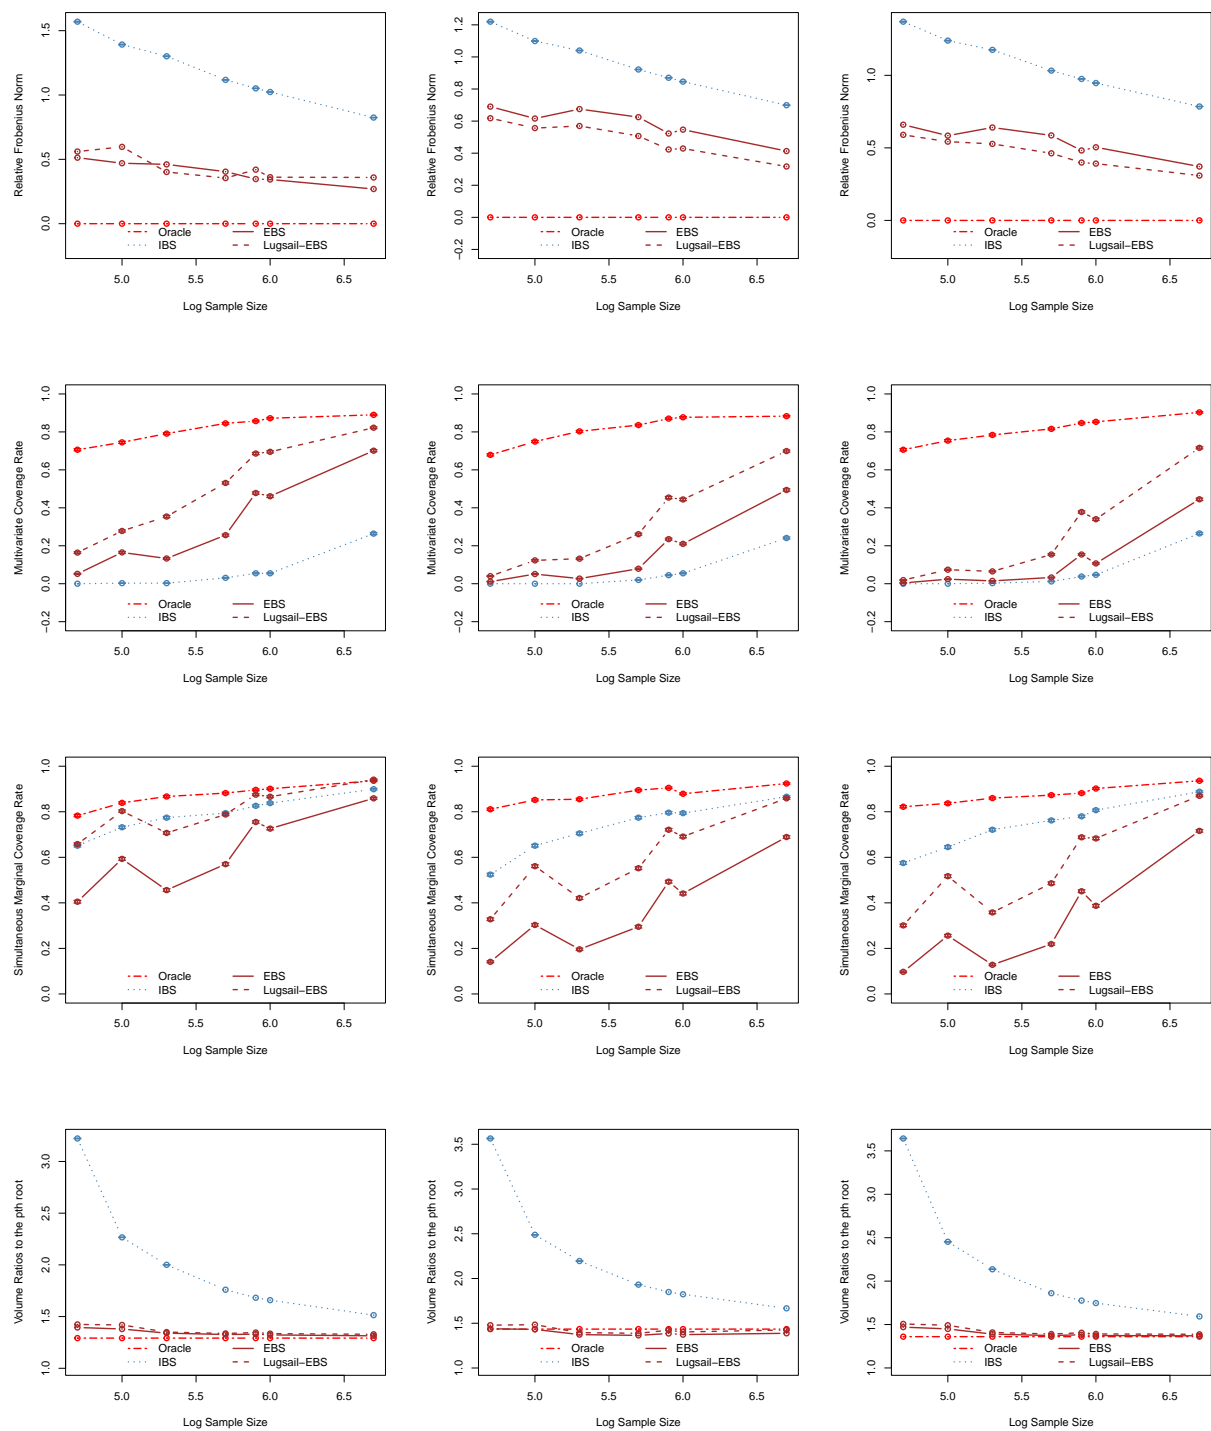 Relative Frobenius Norm
0.0 0.5 1.0 1.5
Oracle EBS
IBS Lugsail−EBS
5.0 5.5 6.0 6.5
Log Sample Size
Relative Frobenius Norm
−0.2 0.0 0.2 0.4 0.6 0.8 1.0 1.2
Oracle EBS
IBS Lugsail−EBS
5.0 5.5 6.0 6.5
Log Sample Size
Relative Frobenius Norm
0.0 0.5 1.0
Oracle EBS
IBS Lugsail−EBS
5.0 5.5 6.0 6.5
Log Sample Size
Multivariate Coverage Rate
−0.2 0.0 0.2 0.4 0.6 0.8 1.0
Oracle EBS
IBS Lugsail−EBS
5.0 5.5 6.0 6.5
Log Sample Size
Multivariate Coverage Rate
−0.2 0.0 0.2 0.4 0.6 0.8 1.0
Oracle EBS
IBS Lugsail−EBS
5.0 5.5 6.0 6.5
Log Sample Size
Multivariate Coverage Rate
−0.2 0.0 0.2 0.4 0.6 0.8 1.0
Oracle EBS
IBS Lugsail−EBS
5.0 5.5 6.0 6.5
Log Sample Size
Simultaneous Marginal Coverage Rate
0.0 0.2 0.4 0.6 0.8 1.0
Oracle EBS
IBS Lugsail−EBS
5.0 5.5 6.0 6.5
Log Sample Size
Simultaneous Marginal Coverage Rate
0.0 0.2 0.4 0.6 0.8 1.0
Oracle EBS
IBS Lugsail−EBS
5.0 5.5 6.0 6.5
Log Sample Size
Simultaneous Marginal Coverage Rate
0.0 0.2 0.4 0.6 0.8 1.0
Oracle EBS
IBS Lugsail−EBS
5.0 5.5 6.0 6.5
Log Sample Size
Volume Ratios to the pth root
1.0 1.5 2.0 2.5 3.0
Oracle EBS
IBS Lugsail−EBS
5.0 5.5 6.0 6.5
Log Sample Size
Volume Ratios to the pth root
1.0 1.5 2.0 2.5 3.0 3.5
Oracle EBS
IBS Lugsail−EBS
5.0 5.5 6.0 6.5
Log Sample Size
Volume Ratios to the pth root
1.0 1.5 2.0 2.5 3.0 3.5
Oracle EBS
IBS Lugsail−EBS
5.0 5.5 6.0 6.5
Log Sample Size